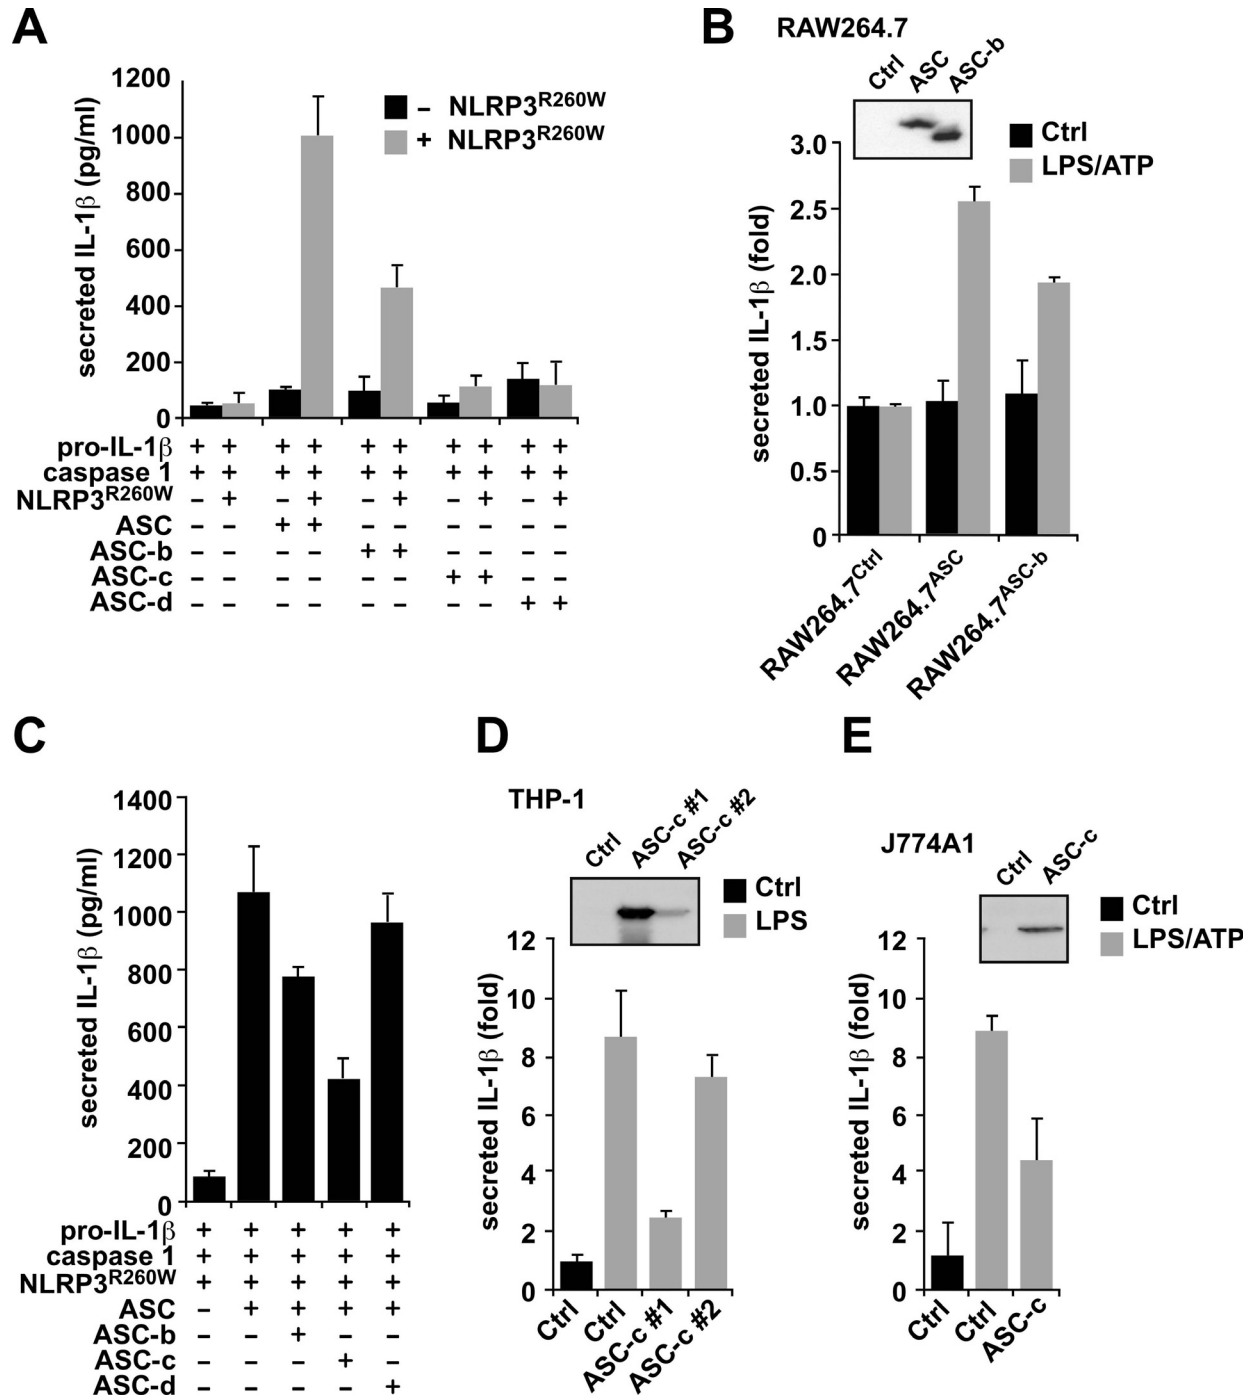 A
secreted IL-1β (pg/ml)
1200
1000
800
600
400
200
0
– NLRP3R260W
+ NLRP3R260W
pro-IL-1β + + + + + + + + + +
caspase 1 + + + + + + + + + +
NLRP3R260W – + – + – + – + – +
ASC – – + + – – – – – –
ASC-b – – – – + + – – – –
ASC-c – – – – – – + + – –
ASC-d – – – – – – – – + +
B
RAW264.7
Ctrl
ASC
ASC-b
Ctrl
LPS/ATP
secreted IL-1β (fold)
3.0
2.5
2.0
1.5
1.0
0.5
0
RAW264.7Ctrl
RAW264.7ASC
RAW264.7ASC-b
C
secreted IL-1β (pg/ml)
1400
1200
1000
800
600
400
200
0
pro-IL-1β + + + + +
caspase 1 + + + + +
NLRP3R260W + + + + +
ASC – + + + +
ASC-b – – + – –
ASC-c – – – + –
ASC-d – – – – +
D
THP-1
Ctrl
ASC-c #1
ASC-c #2
Ctrl
LPS
secreted IL-1β (fold)
12
10
8
6
4
2
0
Ctrl
Ctrl
ASC-c #1
ASC-c #2
E
J774A1
Ctrl
ASC-c
Ctrl
LPS/ATP
secreted IL-1β (fold)
12
10
8
6
4
2
0
Ctrl
Ctrl
ASC-c